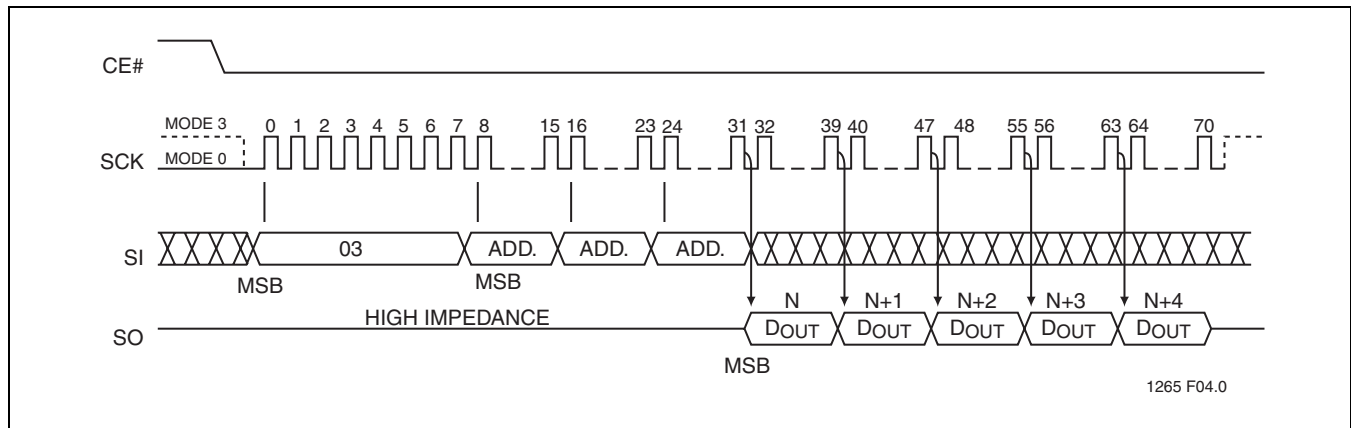 CE#
MODE 3
0 1 2 3 4 5 6 7 8 15 16 23 24 31 32 39 40 47 48 55 56 63 64 70
SCK
MODE 0
SI
03 ADD. ADD. ADD.
MSB MSB
N N+1 N+2 N+3 N+4
HIGH IMPEDANCE
SO
DOUT DOUT DOUT DOUT DOUT
MSB
1265 F04.0